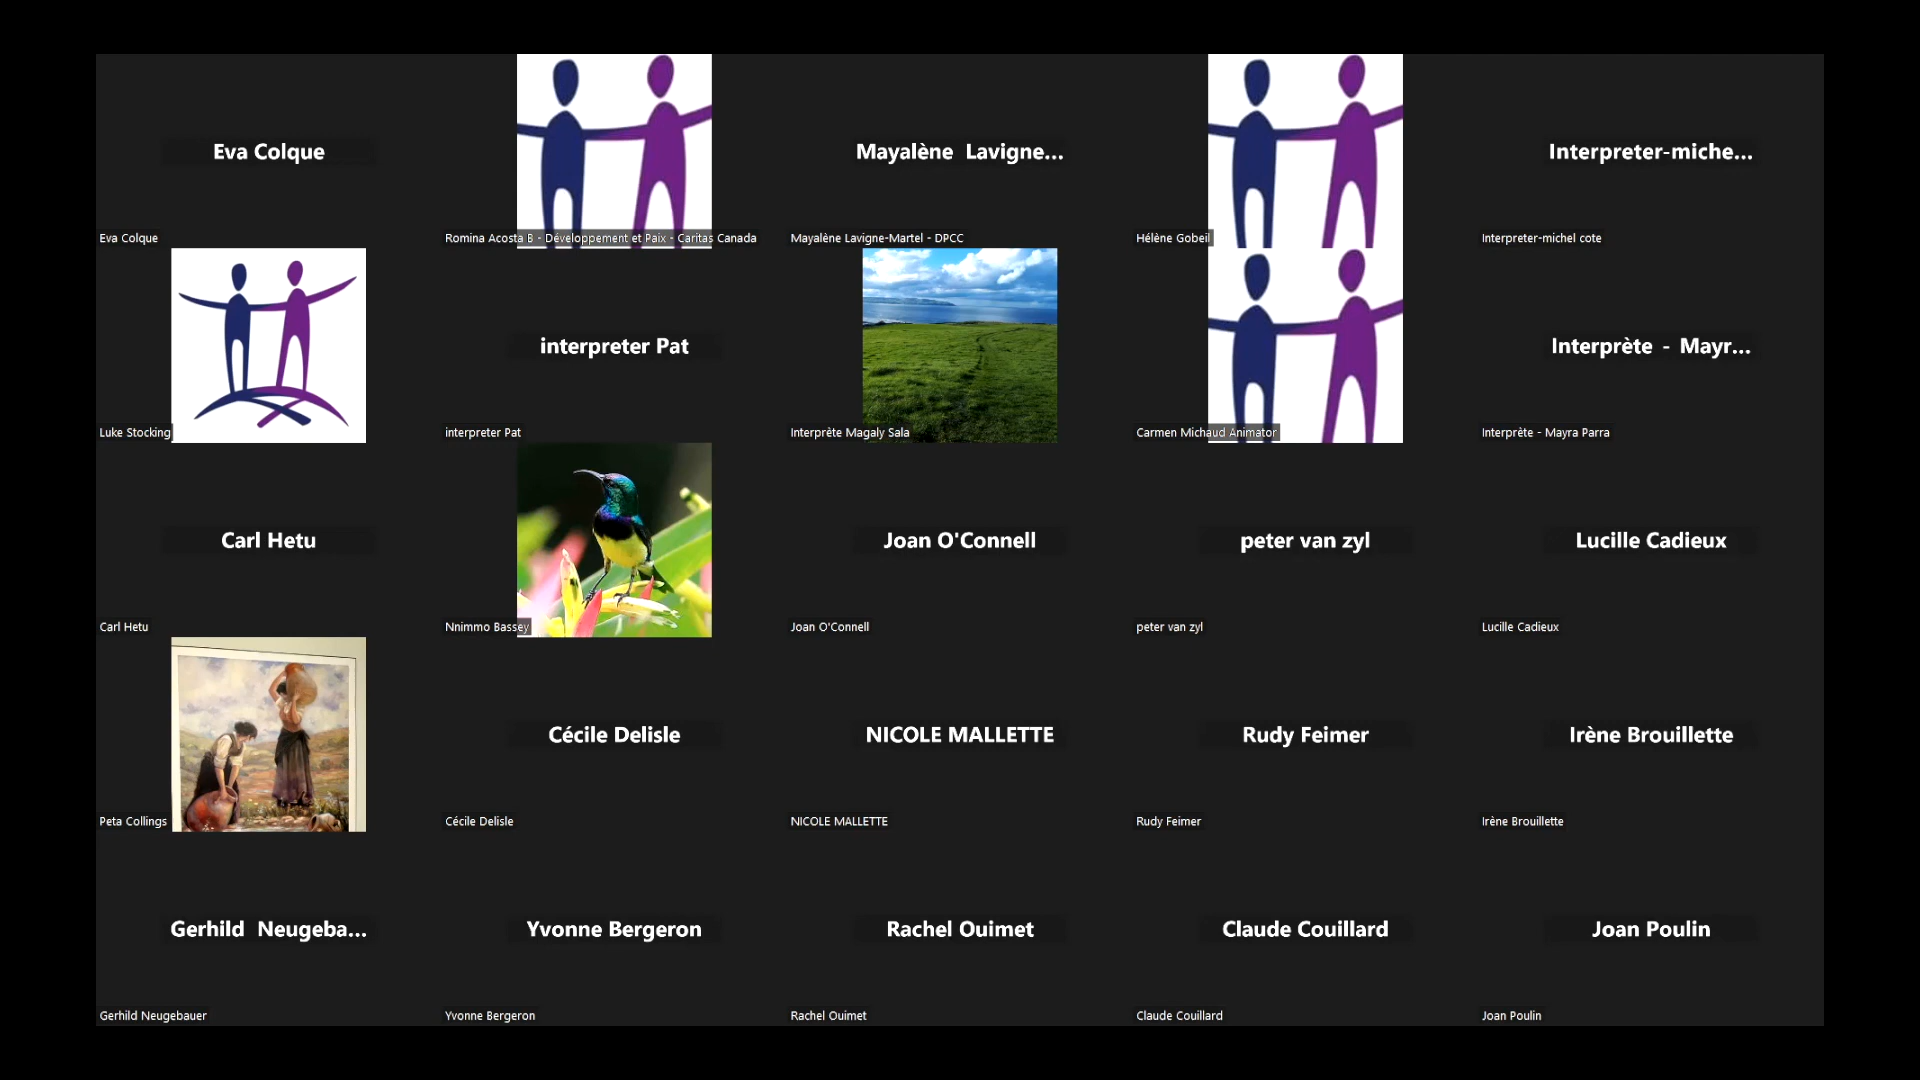 Eva Colque
Mayalène Lavigne...
Interpreter-miche...
Eva Colque
Romina Acosta B - Développement et Paix - Caritas Canada
Mayalène Lavigne-Martel - DPCC
Hélène Gobeil
Interpreter-michel cote
interpreter Pat
Interprète - Mayr...
Luke Stocking
interpreter Pat
Interprète Magaly Sala
Carmen Michaud Animator
Interprète - Mayra Parra
Carl Hetu
Joan O'Connell
peter van zyl
Lucille Cadieux
Carl Hetu
Nnimmo Bassey
Joan O'Connell
peter van zyl
Lucille Cadieux
Cécile Delisle
NICOLE MALLETTE
Rudy Feimer
Irène Brouillette
Peta Collings
Cécile Delisle
NICOLE MALLETTE
Rudy Feimer
Irène Brouillette
Gerhild Neugeba...
Yvonne Bergeron
Rachel Ouimet
Claude Couillard
Joan Poulin
Gerhild Neugebauer
Yvonne Bergeron
Rachel Ouimet
Claude Couillard
Joan Poulin